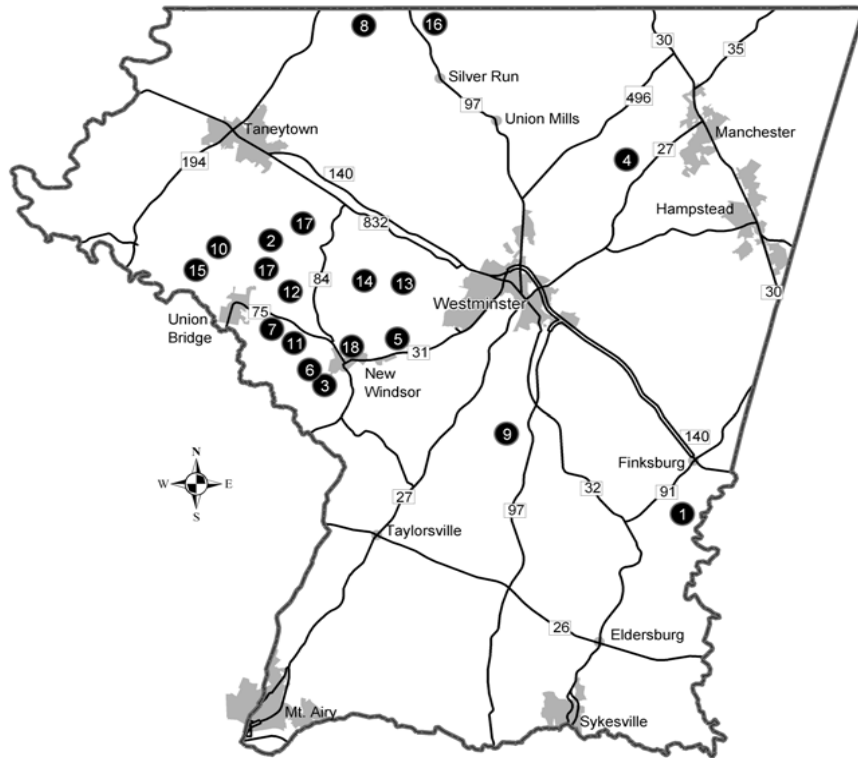 8
16
30
35
Silver Run
97
496
Union Mills
Taneytown
Manchester
27
4
194
140
Hampstead
832
17
2
10
15
17
84
14
13
12
30
Westminster
Union
Bridge
75
7
11
18
5
31
6
3
New
Windsor
9
N
W
E
S
140
Finksburg
91
32
27
97
1
Taylorsville
26
Eldersburg
Mt. Airy
Sykesville